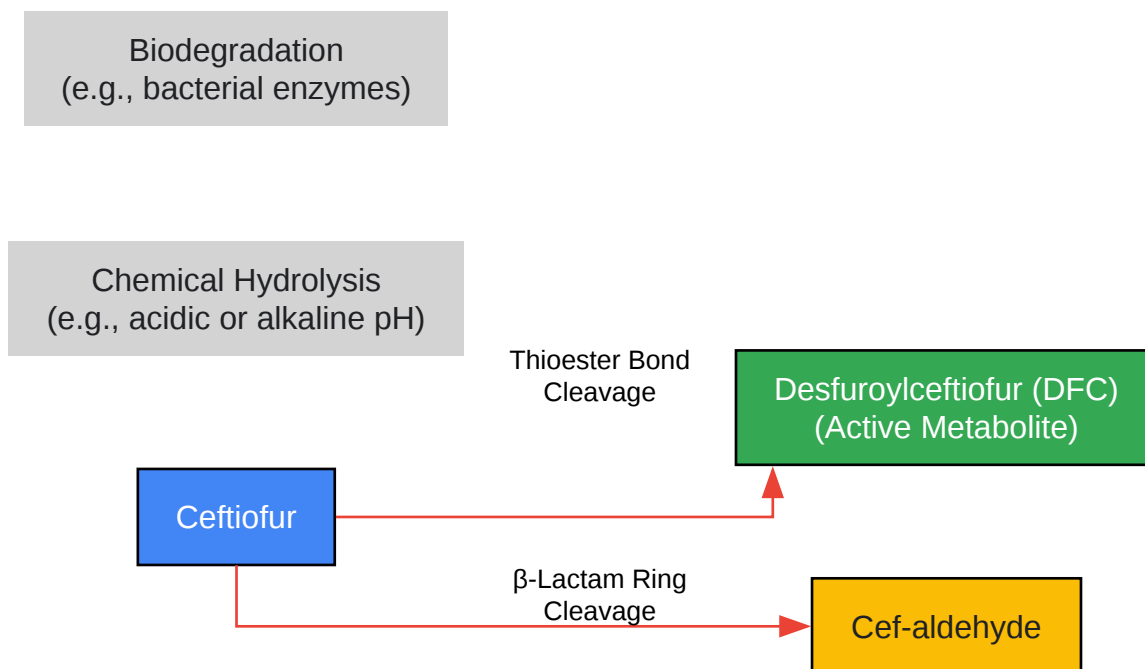 Biodegradation
(e.g., bacterial enzymes)
Chemical Hydrolysis
(e.g., acidic or alkaline pH)
Thioester Bond
Cleavage
Desfuroylceftiofur (DFC)
(Active Metabolite)
Ceftiofur
β-Lactam Ring
Cleavage
Cef-aldehyde